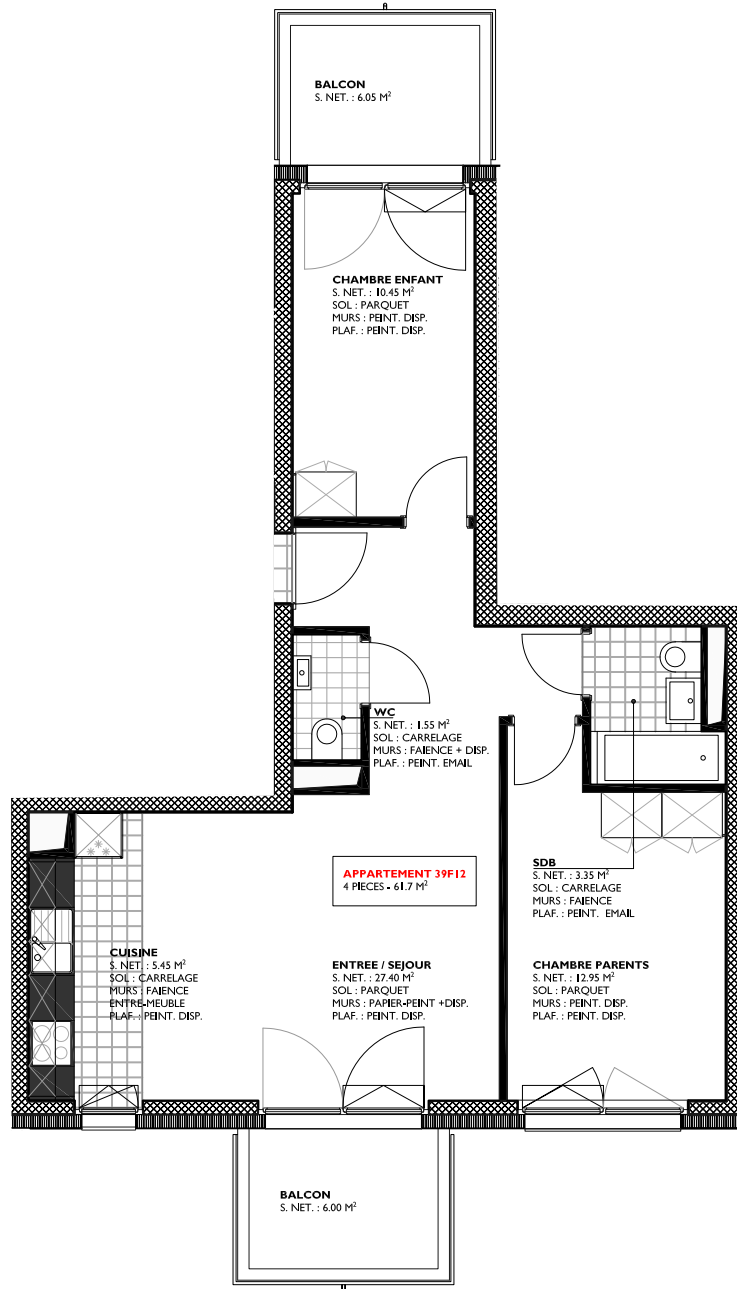 BALCON
S. NET. : 6.05 M²
CHAMBRE ENFANT
S. NET. : 10.45 M²
SOL : PARQUET
MURS : PEINT. DISP.
PLAF. : PEINT. DISP.
WC
S. NET. : 1.55 M²
SOL : CARRELAGE
MURS : FAIENCE + DISP.
PLAF. : PEINT. EMAIL
APPARTEMENT 39F12
4 PIECES - 61.7 M²
SDB
S. NET. : 3.35 M²
SOL : CARRELAGE
MURS : FAIENCE
PLAF. : PEINT. EMAIL
CUISINE
S. NET. : 5.45 M²
SOL : CARRELAGE
MURS : FAIENCE
ENTRE-MEUBLE
PLAF. : PEINT. DISP.
ENTREE / SEJOUR
S. NET. : 27.40 M²
SOL : PARQUET
MURS : PAPIER-PEINT +DISP.
PLAF. : PEINT. DISP.
CHAMBRE PARENTS
S. NET. : 12.95 M²
SOL : PARQUET
MURS : PEINT. DISP.
PLAF. : PEINT. DISP.
BALCON
S. NET. : 6.00 M²